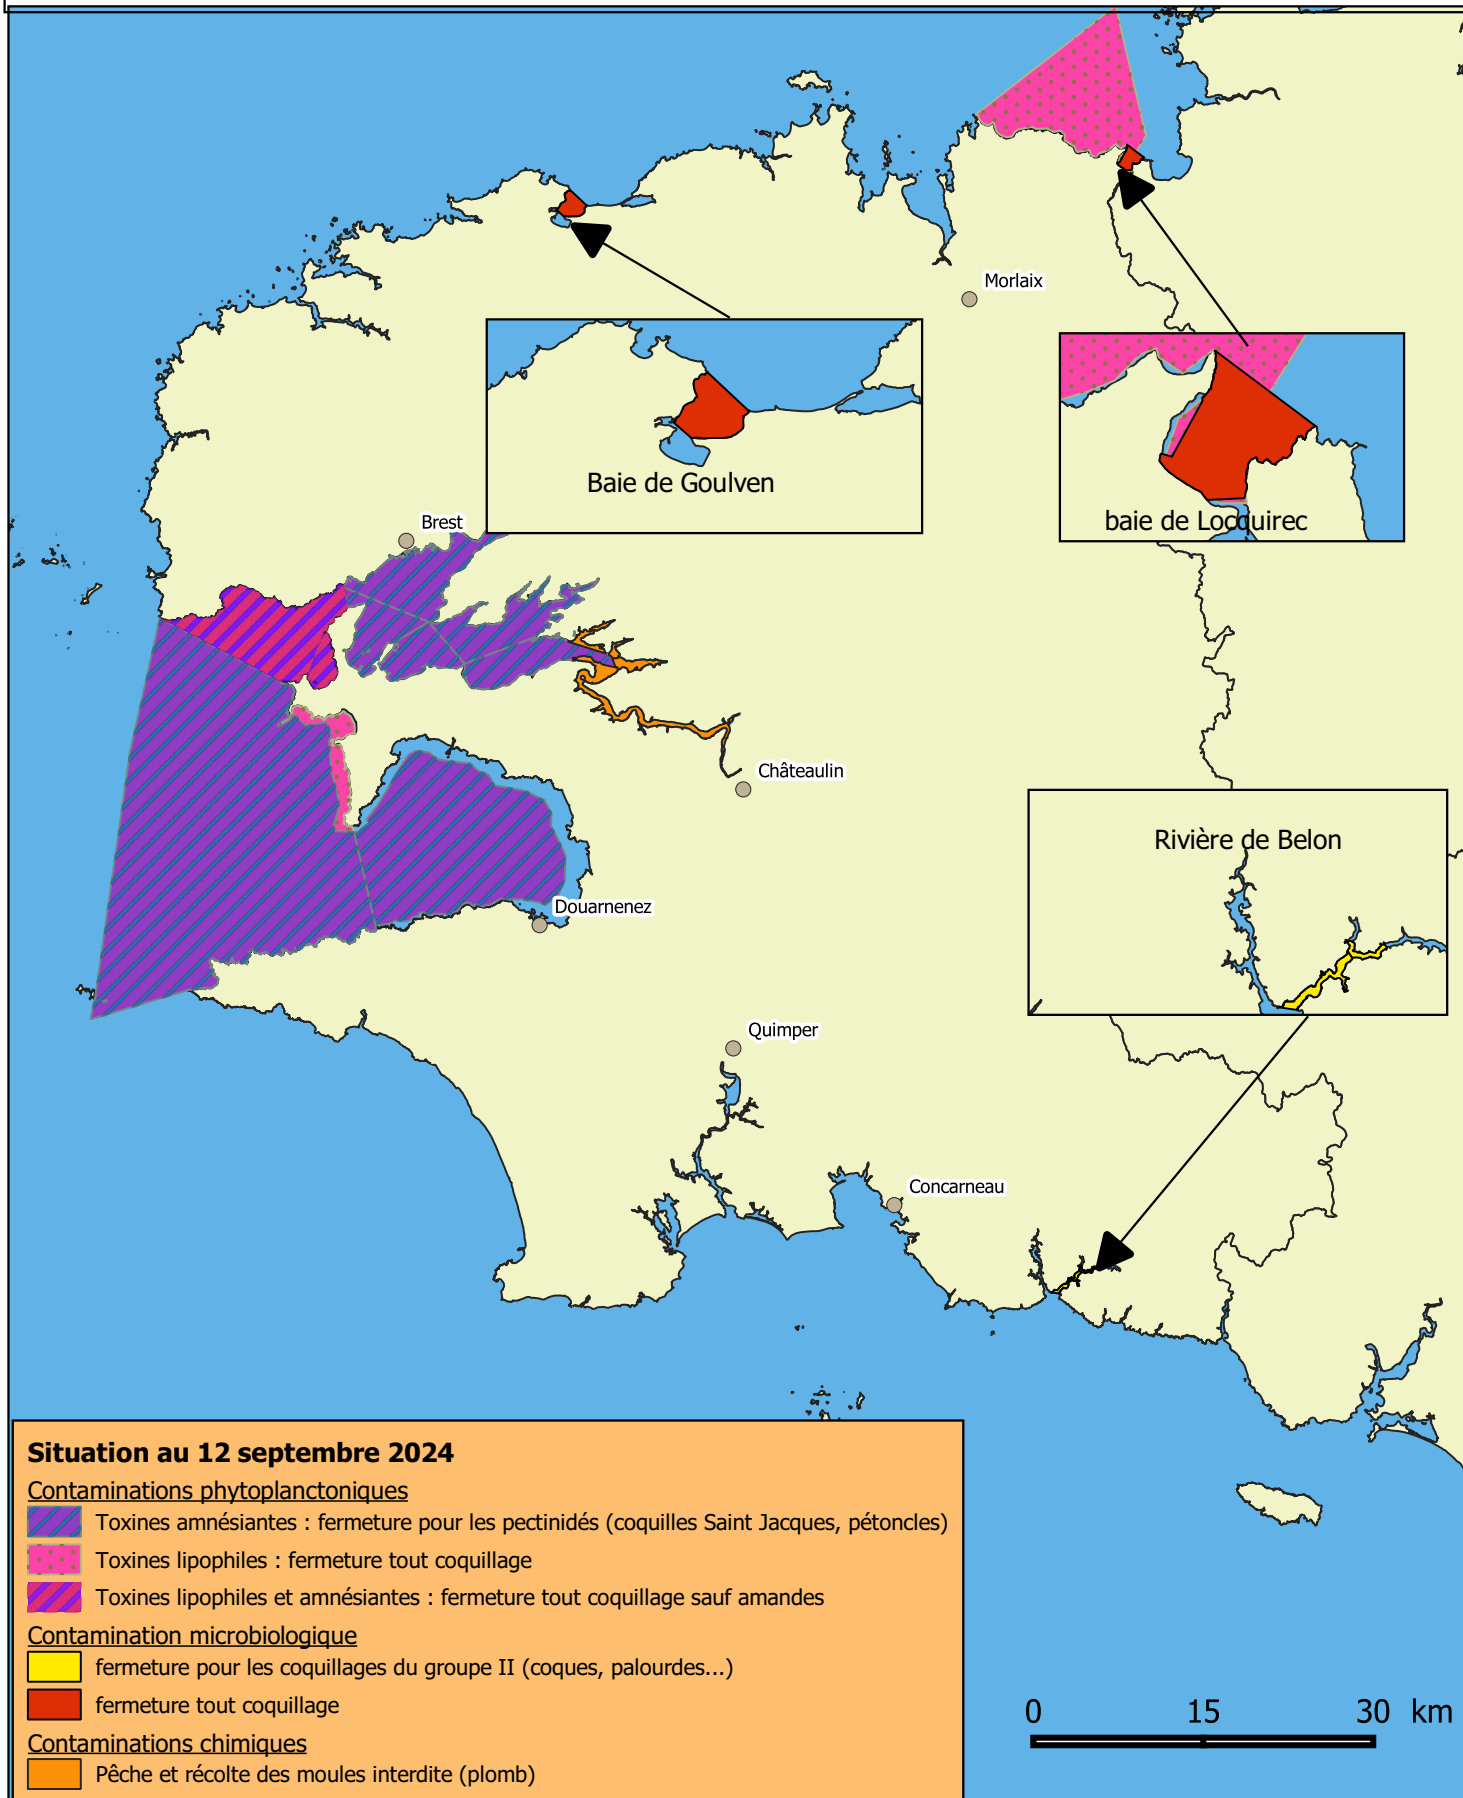 Morlaix
Baie de Goulven
baie de Locquirec
Brest
Châteaulin
Rivière de Belon
Douarnenez
Quimper
Concarneau
Situation au 12 septembre 2024
Contaminations phytoplanctoniques
Toxines amnésiantes : fermeture pour les pectinidés (coquilles Saint Jacques, pétoncles)
Toxines lipophiles : fermeture tout coquillage
Toxines lipophiles et amnésiantes : fermeture tout coquillage sauf amandes
Contamination microbiologique
fermeture pour les coquillages du groupe II (coques, palourdes...)
fermeture tout coquillage
Contaminations chimiques
Pêche et récolte des moules interdite (plomb)
0 15 30 km